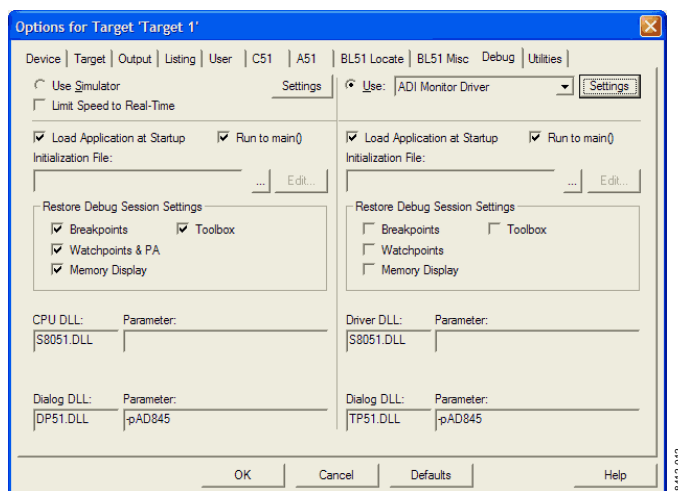 Options for Target 'Target 1'
Device Target Output Listing User C51 A51 BL51 Locate BL51 Misc Debug Utilities
Use Simulator Settings
Limit Speed to Real-Time
Use: ADI Monitor Driver Settings
Load Application at Startup Run to main()
Initialization File:
... Edit...
Restore Debug Session Settings
Breakpoints Toolbox
Watchpoints & PA
Memory Display
Load Application at Startup Run to main()
Initialization File:
... Edit...
Restore Debug Session Settings
Breakpoints Toolbox
Watchpoints
Memory Display
CPU DLL: Parameter:
S8051.DLL
Driver DLL: Parameter:
S8051.DLL
Dialog DLL: Parameter:
DP51.DLL -pAD845
Dialog DLL: Parameter:
TP51.DLL -pAD845
OK Cancel Defaults Help